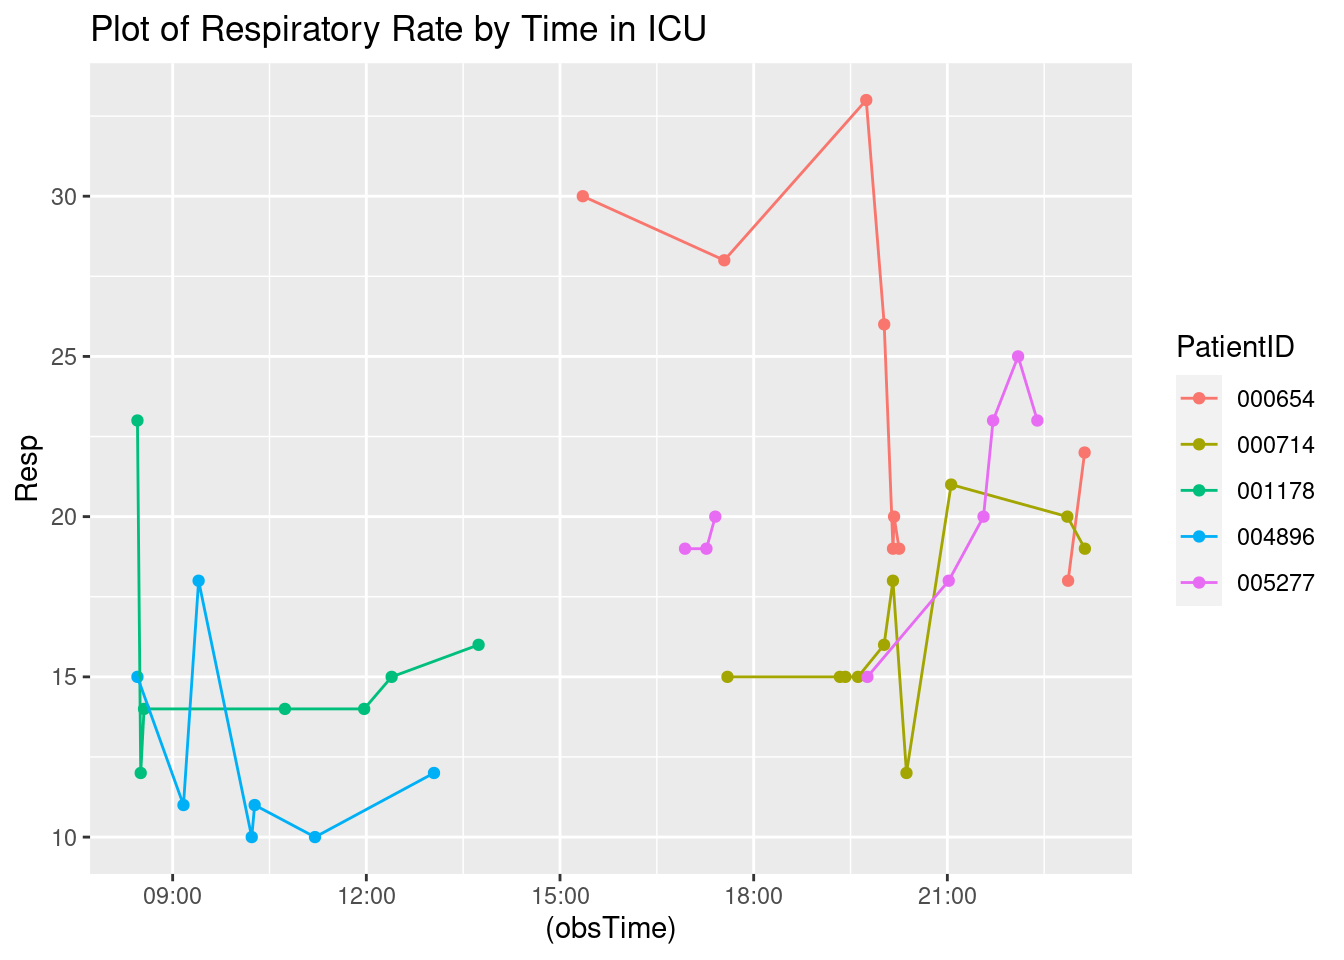 Plot of Respiratory Rate by Time in ICU
30
25
20
15
10
Resp
09:00 12:00 15:00 18:00 21:00
(obsTime)
PatientID
000654
000714
001178
004896
005277